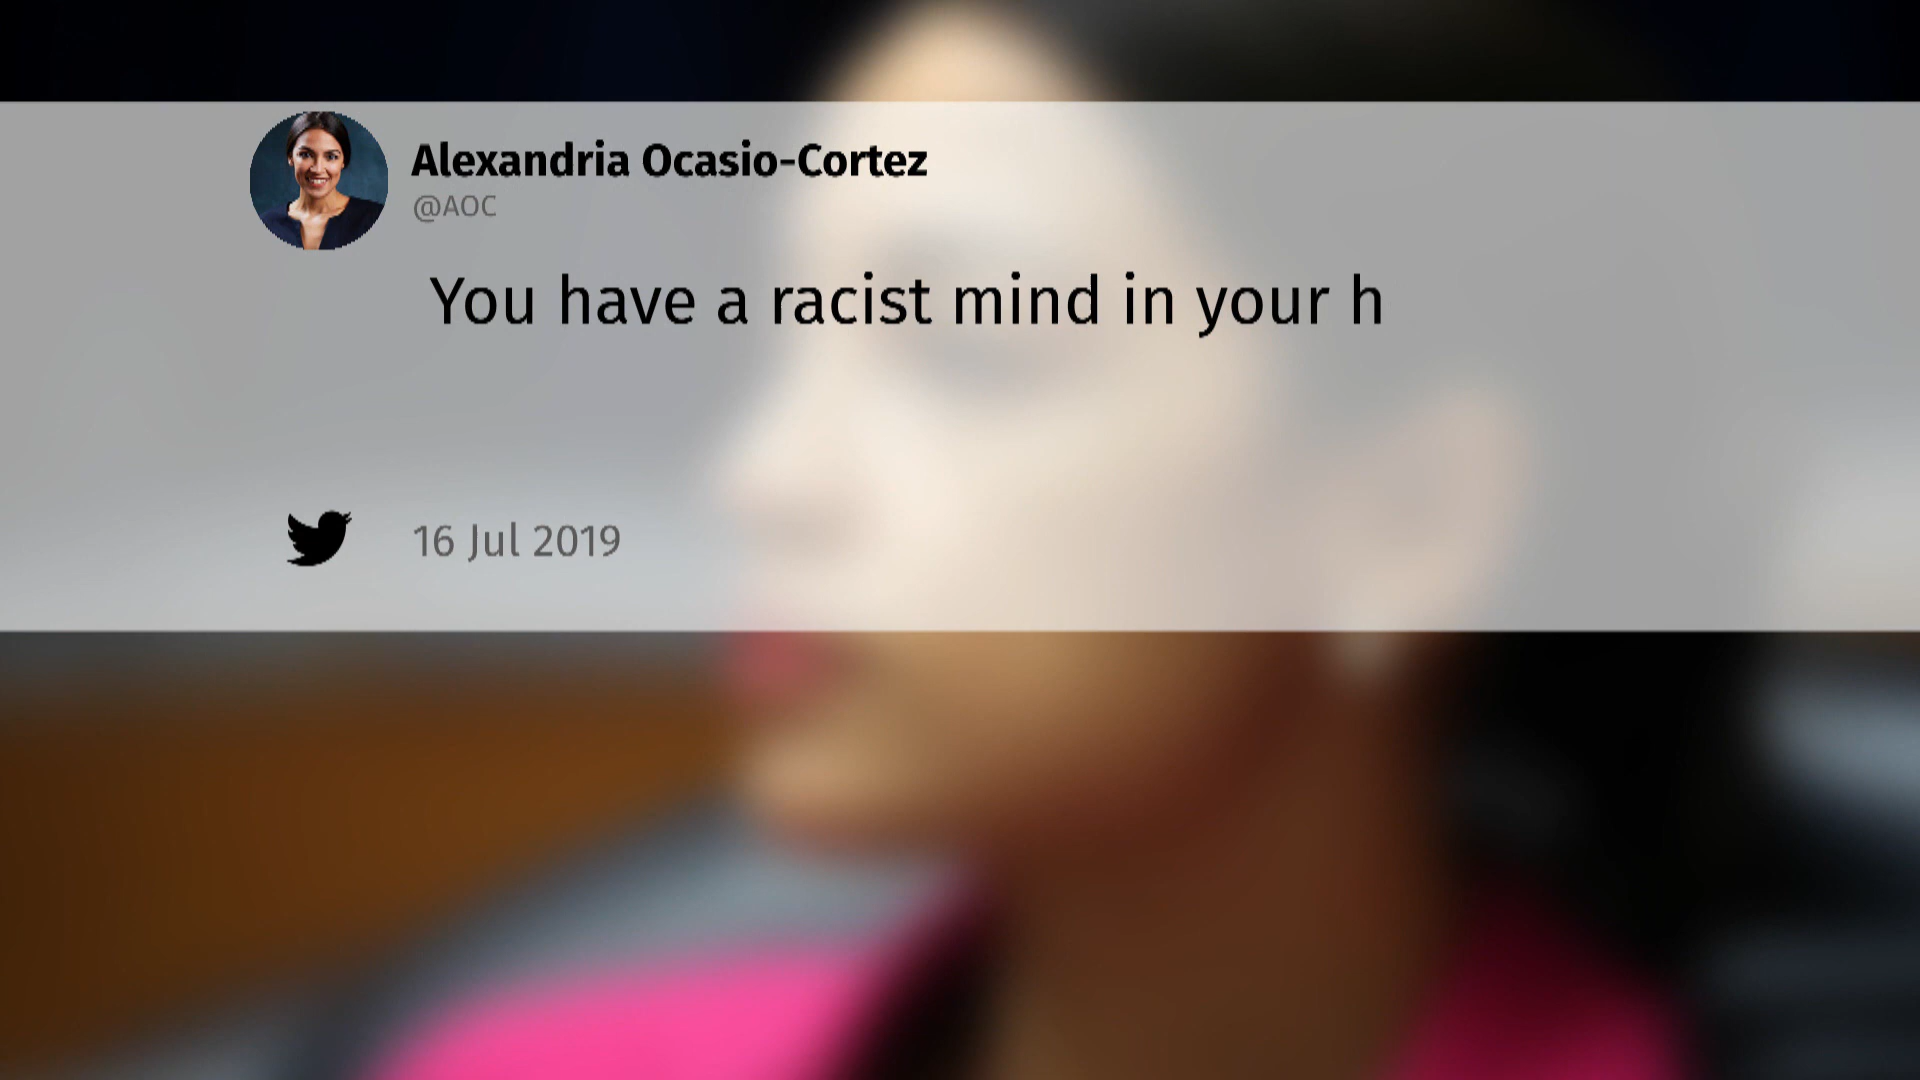 Alexandria Ocasio-Cortez
@AOC
You have a racist mind in your h
16 Jul 2019